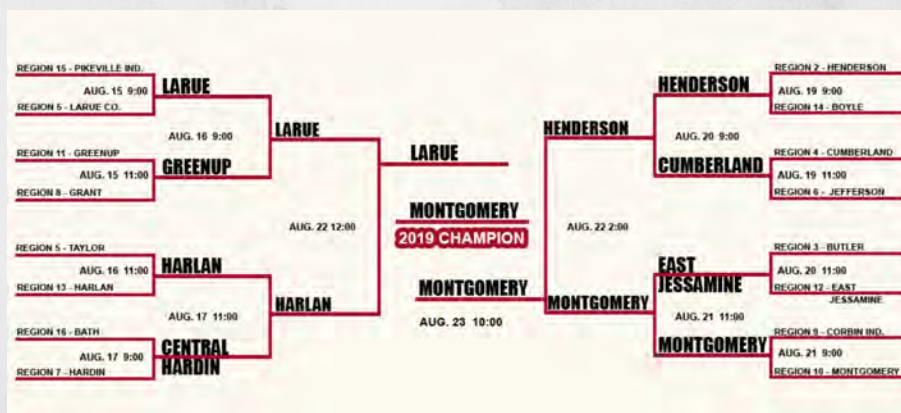 REGION 15 - PIKEVILLE IND.
AUG. 15 9:00
REGION 5 - LARUE CO.
LARUE
AUG. 16 9:00
REGION 11 - GREENUP
AUG. 15 11:00
REGION 8 - GRANT
GREENUP
LARUE
AUG. 22 12:00
REGION 5 - TAYLOR
AUG. 16 11:00
REGION 13 - HARLAN
HARLAN
AUG. 17 11:00
REGION 16 - BATH
AUG. 17 9:00
REGION 7 - HARDIN
CENTRAL
HARDIN
HARLAN
LARUE
MONTGOMERY
2019 CHAMPION
MONTGOMERY
AUG. 23 10:00
HENDERSON
AUG. 22 2:00
MONTGOMERY
HENDERSON
AUG. 20 9:00
CUMBERLAND
EAST
JESSAMINE
AUG. 21 11:00
MONTGOMERY
REGION 2 - HENDERSON
AUG. 19 9:00
REGION 14 - BOYLE
REGION 4 - CUMBERLAND
AUG. 19 11:00
REGION 6 - JEFFERSON
REGION 3 - BUTLER
AUG. 20 11:00
REGION 12 - EAST
JESSAMINE
REGION 9 - CORBIN IND.
AUG. 21 9:00
REGION 10 - MONTGOMERY